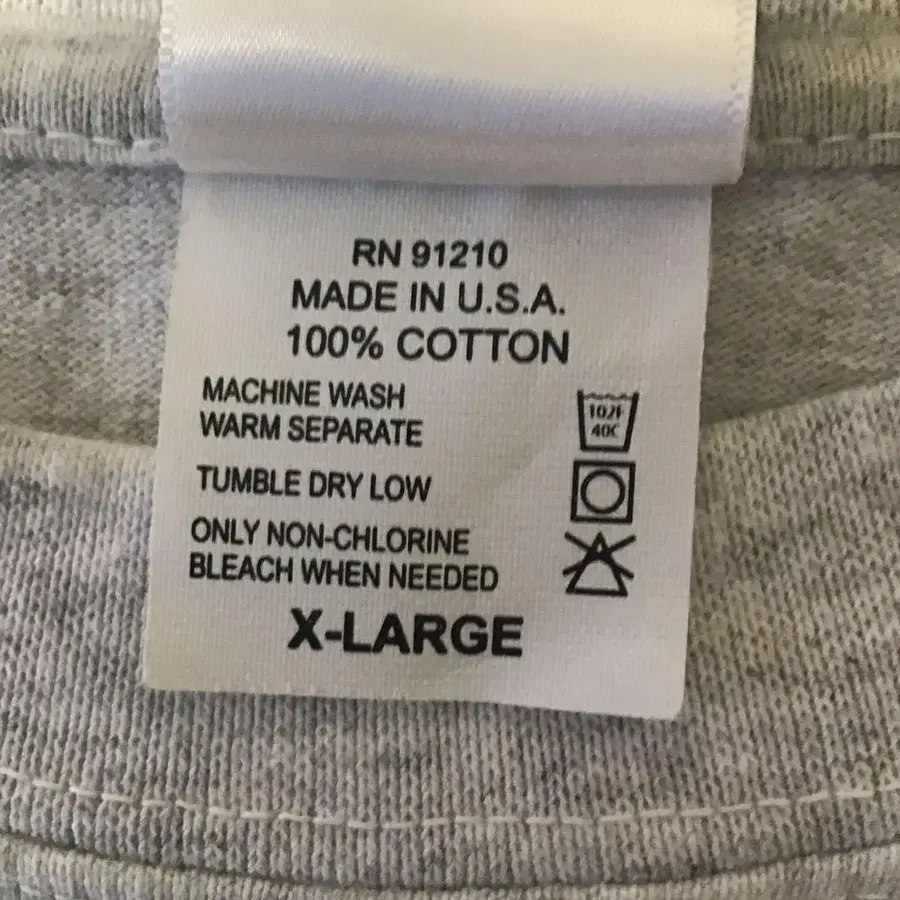 RN 91210
MADE IN U.S.A.
100% COTTON
MACHINE WASH
WARM SEPARATE
102F
40C
TUMBLE DRY LOW
ONLY NON-CHLORINE
BLEACH WHEN NEEDED
X-LARGE